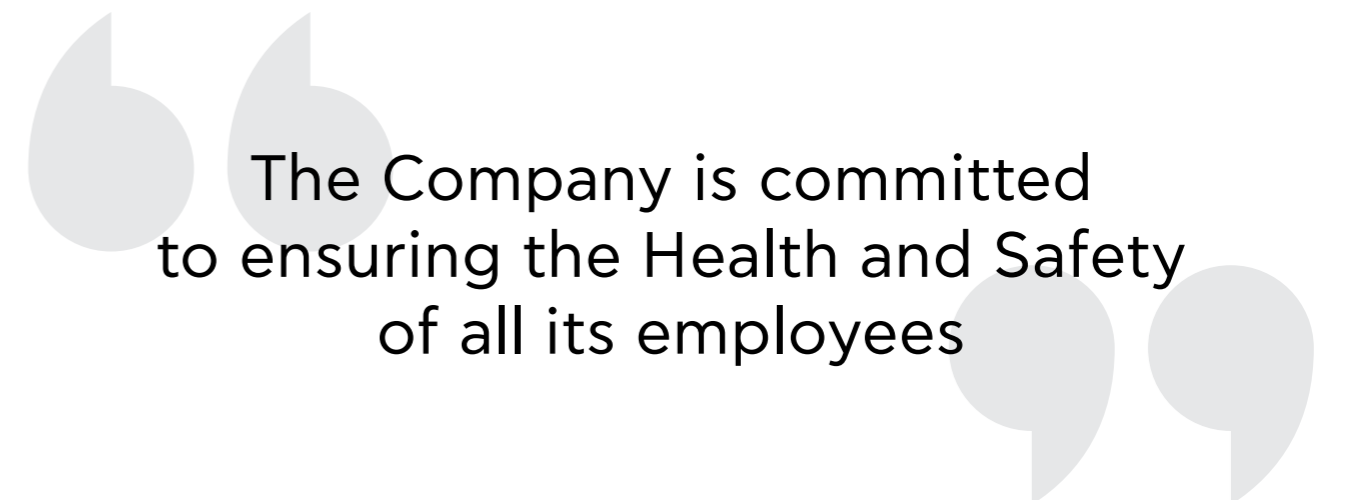 The Company is committed
to ensuring the Health and Safety
of all its employees